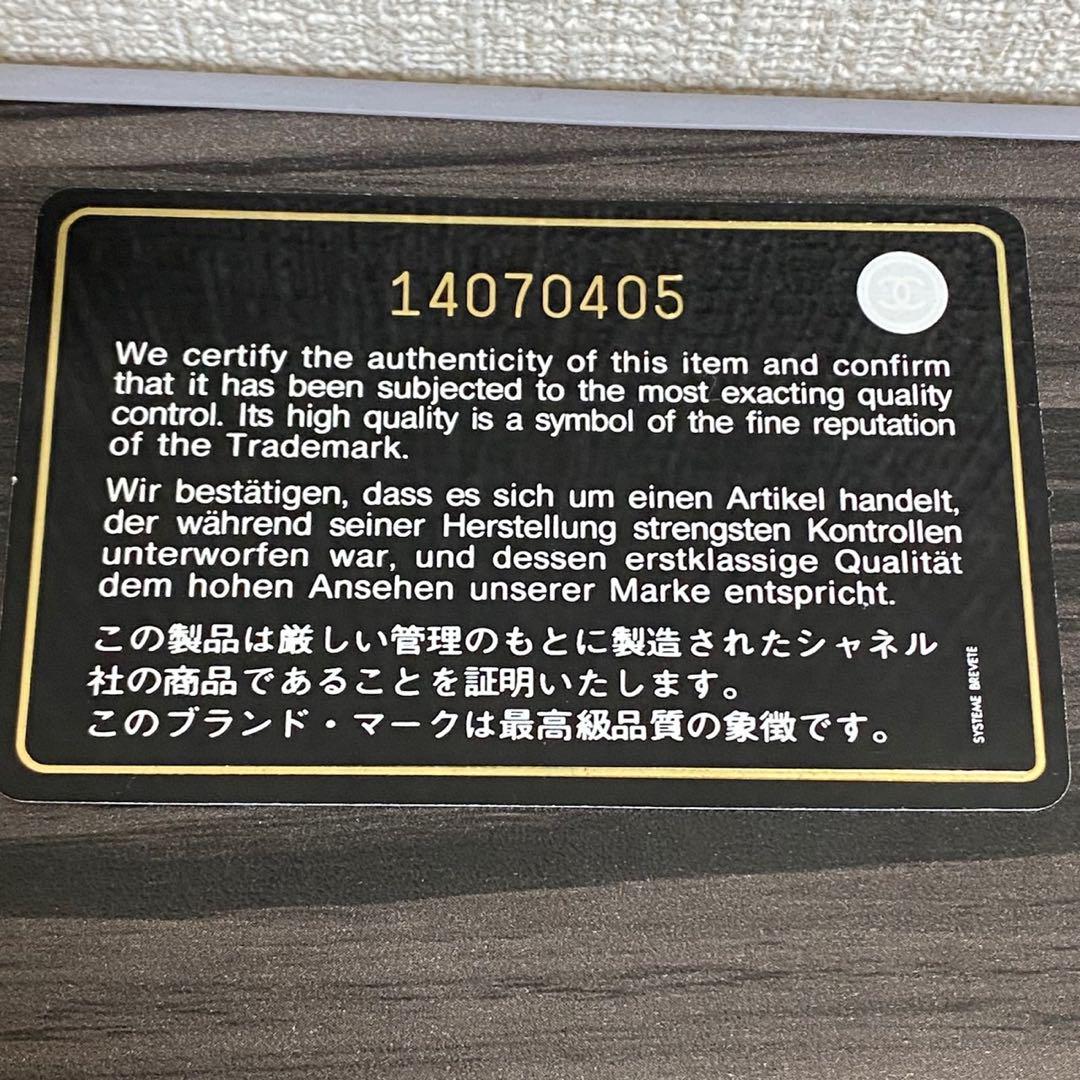 14070405
We certify the authenticity of this item and confirm
that it has been subjected to the most exacting quality
control. Its high quality is a symbol of the fine reputation
of the Trademark.
Wir bestätigen, dass es sich um einen Artikel handelt,
der während seiner Herstellung strengsten Kontrollen
unterworfen war, und dessen erstklassige Qualität
dem hohen Ansehen unserer Marke entspricht.
この製品は厳しい管理のもとに製造されたシャネル
社の商品であることを証明いたします。
このブランド・マークは最高級品質の象徴です。
SYSTEME BREVETE